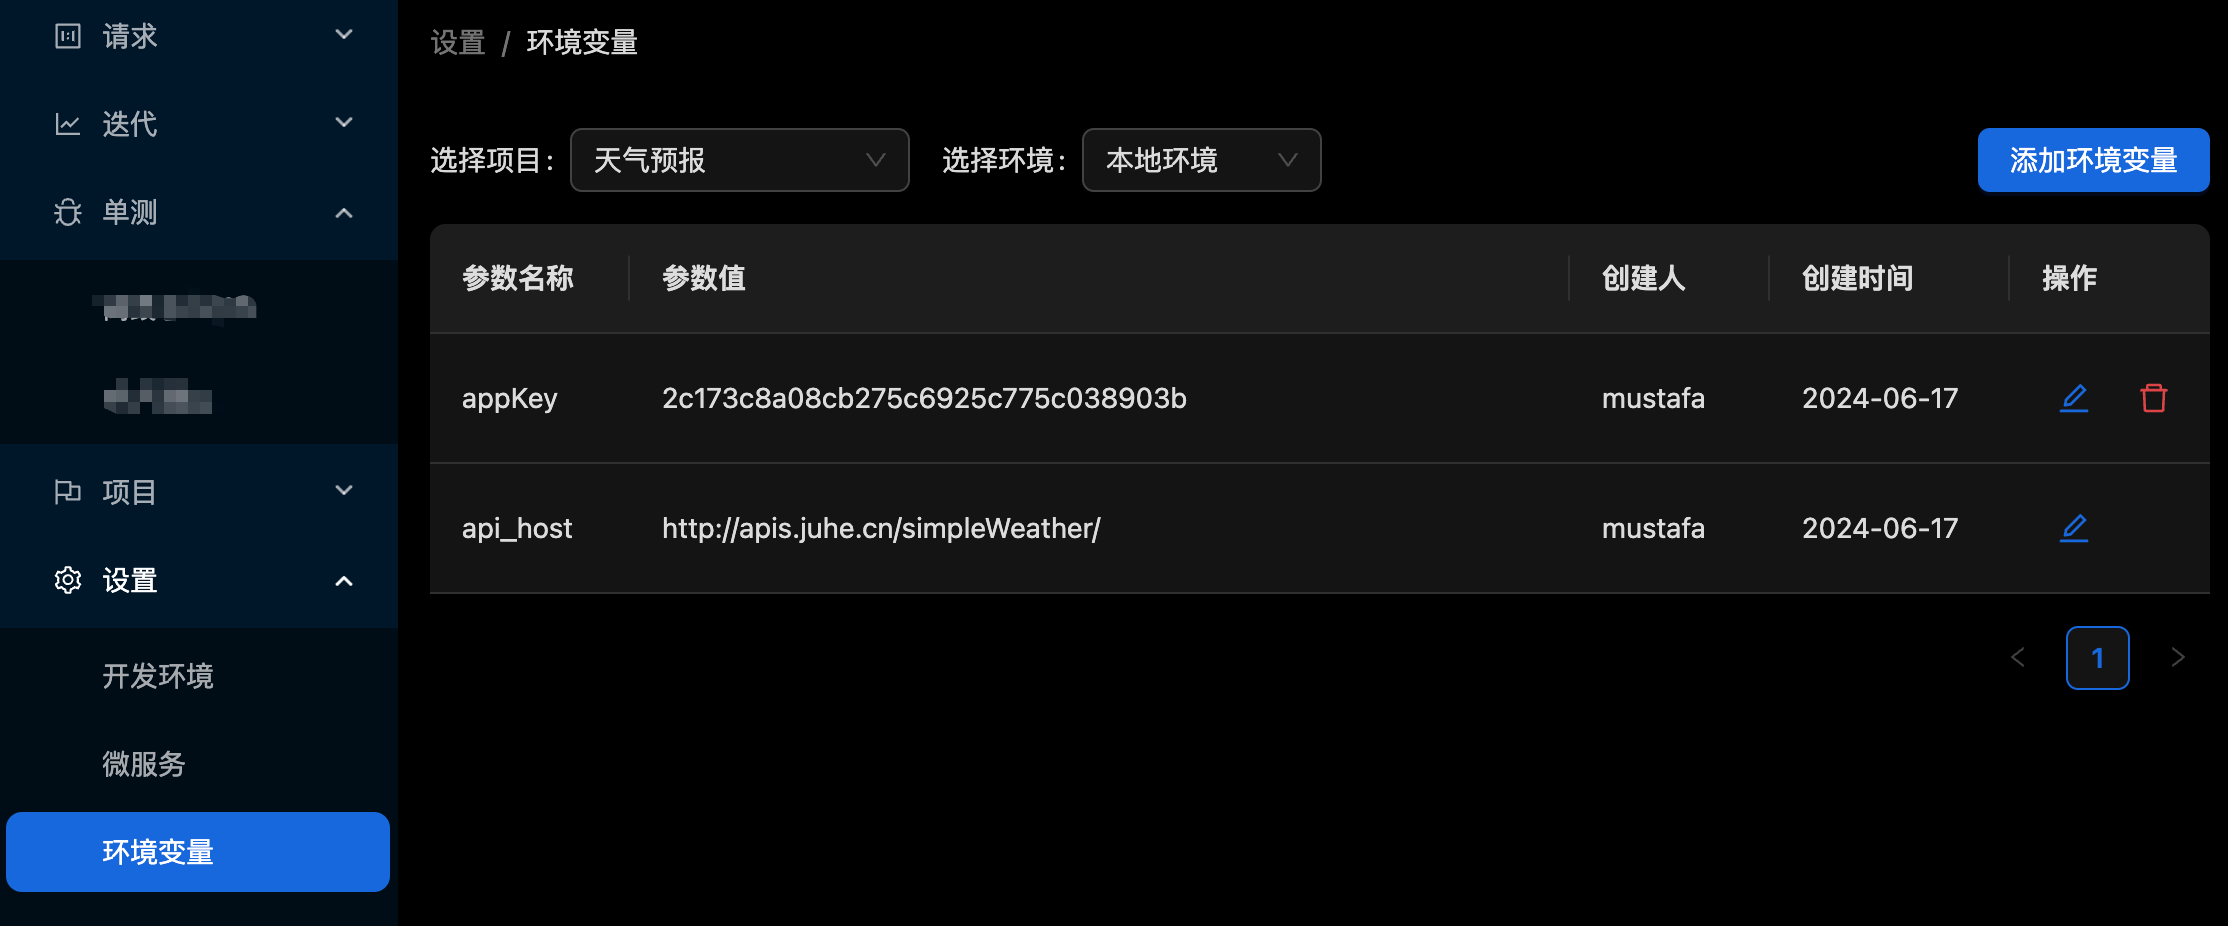 请求
迭代
单测
项目
设置
开发环境
微服务
环境变量
设置 / 环境变量
选择项目: 天气预报 选择环境: 本地环境 添加环境变量
参数名称 参数值 创建人 创建时间 操作
appKey 2c173c8a08cb275c6925c775c038903b mustafa 2024-06-17
api_host http://apis.juhe.cn/simpleWeather/ mustafa 2024-06-17
1